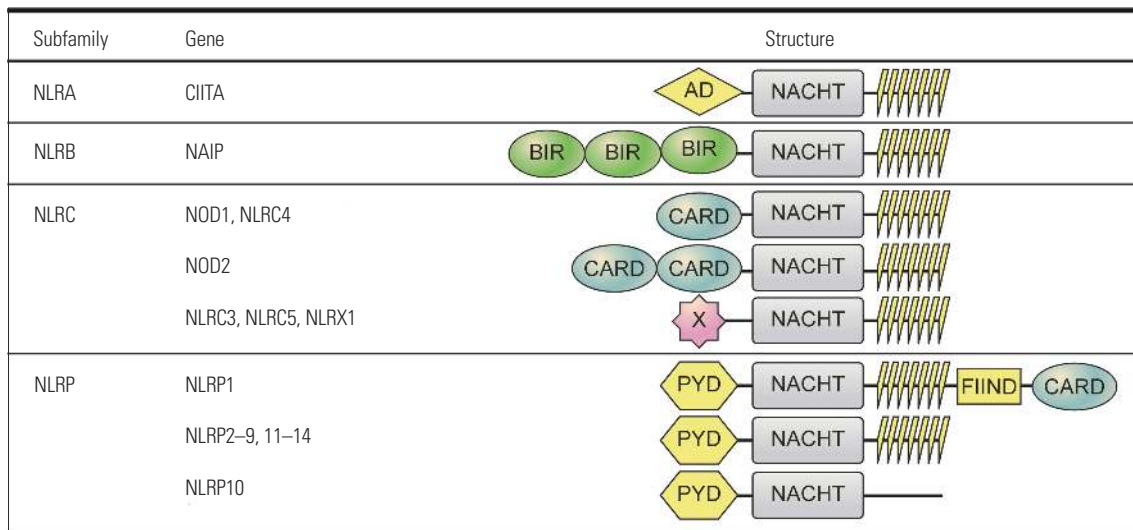 Subfamily Gene Structure
NLRA CIITA AD NACHT
NLRB NAIP BIR BIR BIR NACHT
NLRC NOD1, NLRC4 CARD NACHT
NOD2 CARD CARD NACHT
NLRC3, NLRC5, NLRX1 X NACHT
NLRP NLRP1 PYD NACHT FIIND CARD
NLRP2–9, 11–14 PYD NACHT
NLRP10 PYD NACHT